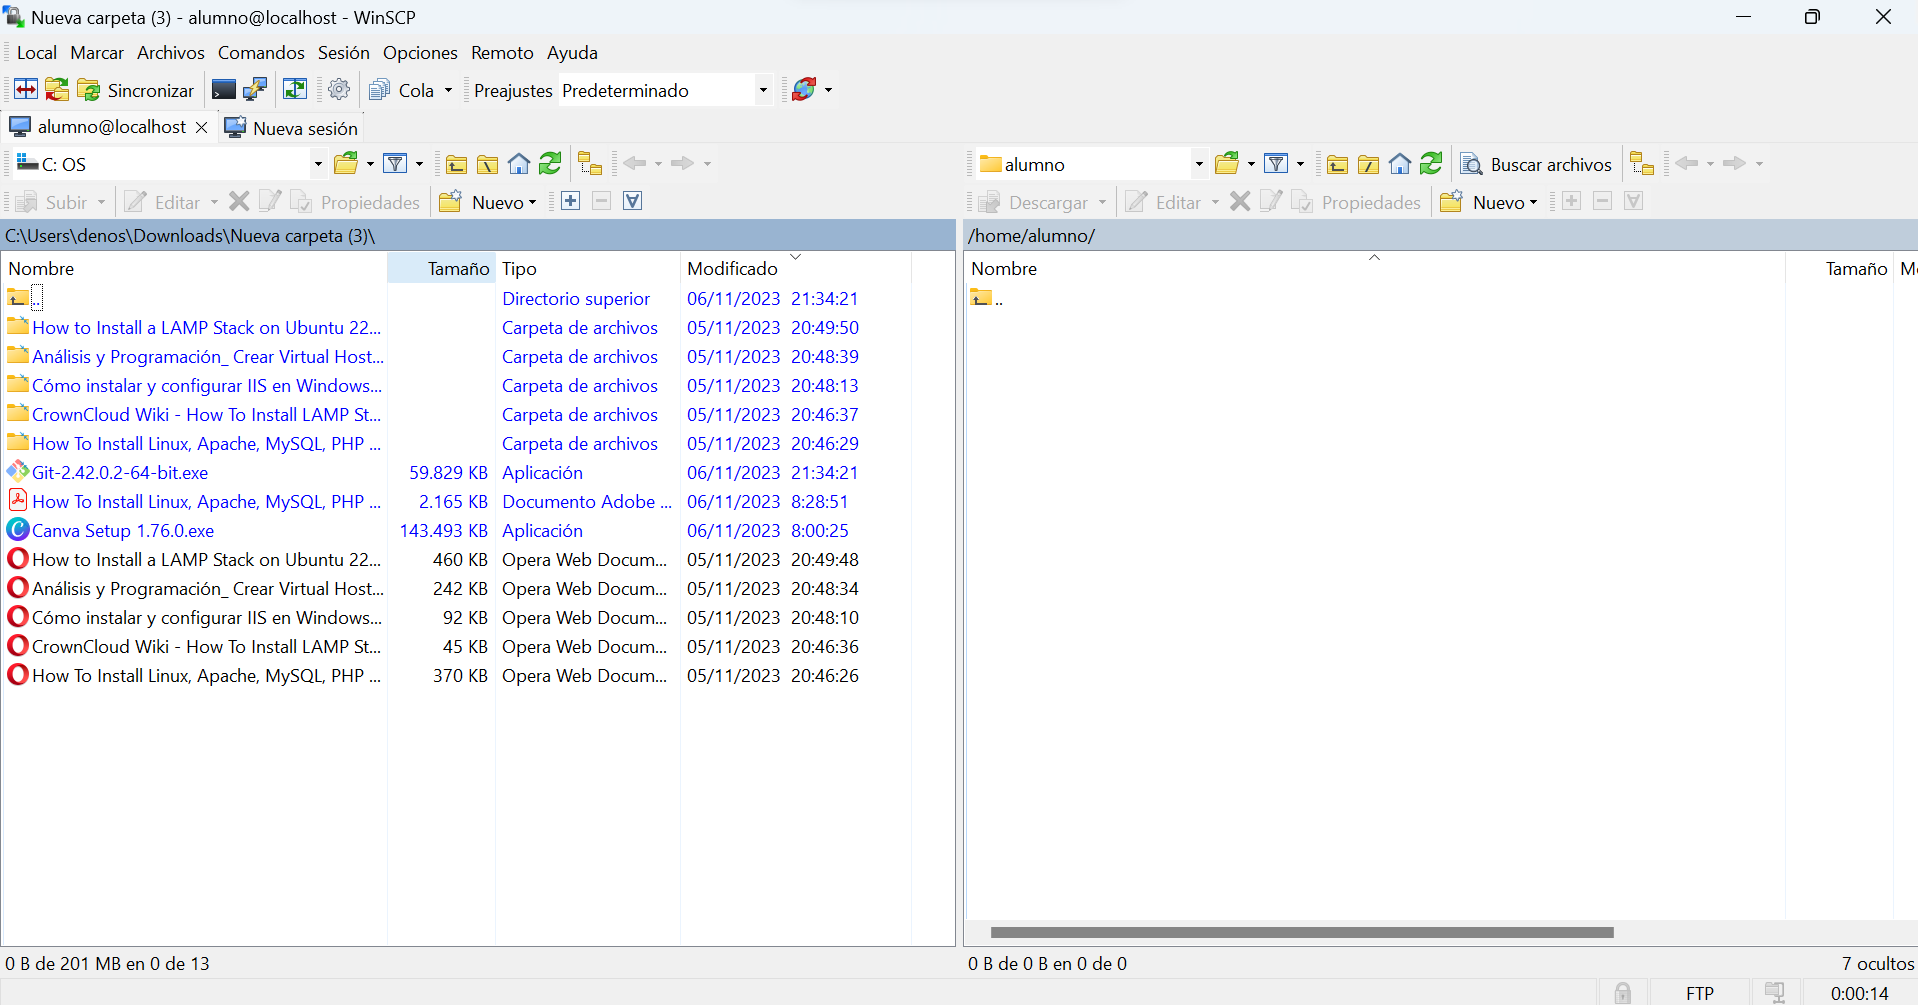 Nueva carpeta (3) - alumno@localhost - WinSCP
Local Marcar Archivos Comandos Sesión Opciones Remoto Ayuda
Sincronizar Cola Preajustes Predeterminado
alumno@localhost Nueva sesión
C: OS
Subir Editar Propiedades Nuevo
C:\Users\denos\Downloads\Nueva carpeta (3)\
Nombre Tamaño Tipo Modificado
.. Directorio superior 06/11/2023 21:34:21
How to Install a LAMP Stack on Ubuntu 22... Carpeta de archivos 05/11/2023 20:49:50
Análisis y Programación_ Crear Virtual Host... Carpeta de archivos 05/11/2023 20:48:39
Cómo instalar y configurar IIS en Windows... Carpeta de archivos 05/11/2023 20:48:13
CrownCloud Wiki - How To Install LAMP St... Carpeta de archivos 05/11/2023 20:46:37
How To Install Linux, Apache, MySQL, PHP ... Carpeta de archivos 05/11/2023 20:46:29
Git-2.42.0.2-64-bit.exe 59.829 KB Aplicación 06/11/2023 21:34:21
How To Install Linux, Apache, MySQL, PHP ... 2.165 KB Documento Adobe ... 06/11/2023 8:28:51
Canva Setup 1.76.0.exe 143.493 KB Aplicación 06/11/2023 8:00:25
How to Install a LAMP Stack on Ubuntu 22... 460 KB Opera Web Docum... 05/11/2023 20:49:48
Análisis y Programación_ Crear Virtual Host... 242 KB Opera Web Docum... 05/11/2023 20:48:34
Cómo instalar y configurar IIS en Windows... 92 KB Opera Web Docum... 05/11/2023 20:48:10
CrownCloud Wiki - How To Install LAMP St... 45 KB Opera Web Docum... 05/11/2023 20:46:36
How To Install Linux, Apache, MySQL, PHP ... 370 KB Opera Web Docum... 05/11/2023 20:46:26
0 B de 201 MB en 0 de 13
alumno Buscar archivos
Descargar Editar Propiedades Nuevo
/home/alumno/
Nombre Tamaño Mo
..
0 B de 0 B en 0 de 0 7 ocultos
FTP 0:00:14